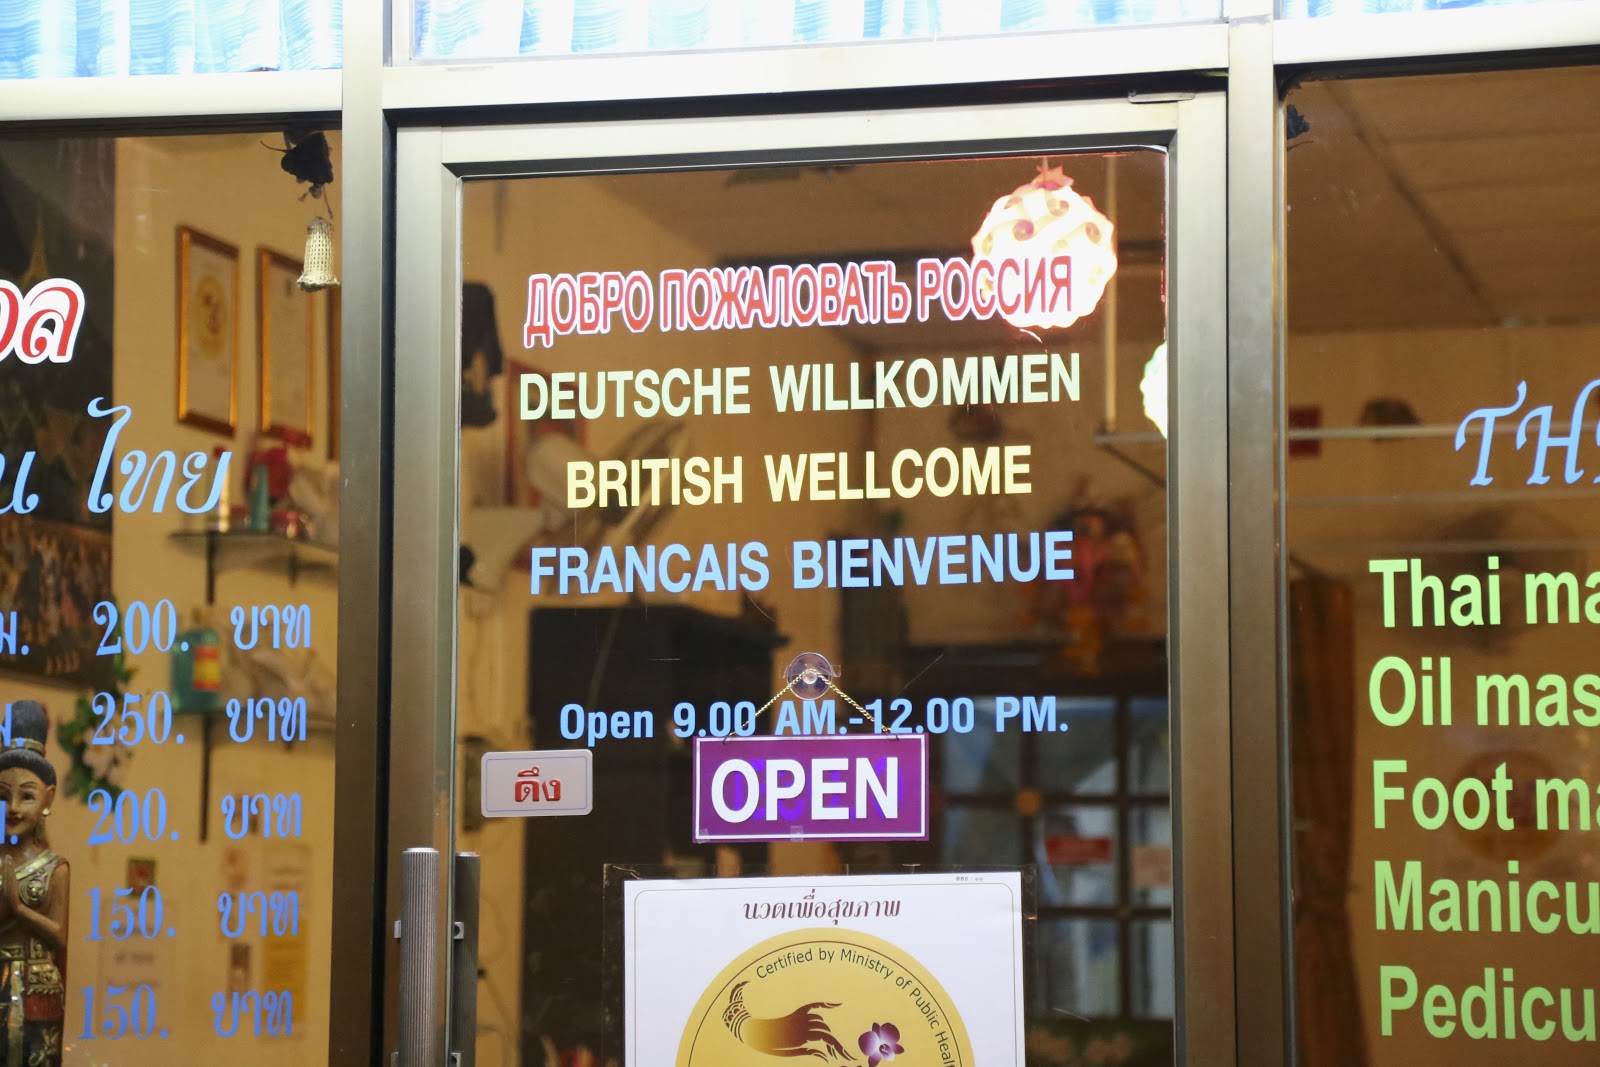 ไทย
200. บาท
250. บาท
200. บาท
150. บาท
150. บาท
ДОБРО ПОЖАЛОВАТЬ РОССИЯ
DEUTSCHE WILLKOMMEN
BRITISH WELLCOME
FRANCAIS BIENVENUE
Open 9.00 AM.-12.00 PM.
OPEN
ดึง
นวดเพื่อสุขภาพ
Certified by Ministry of Public Heal
Thai ma
Oil mas
Foot ma
Manicu
Pedicu